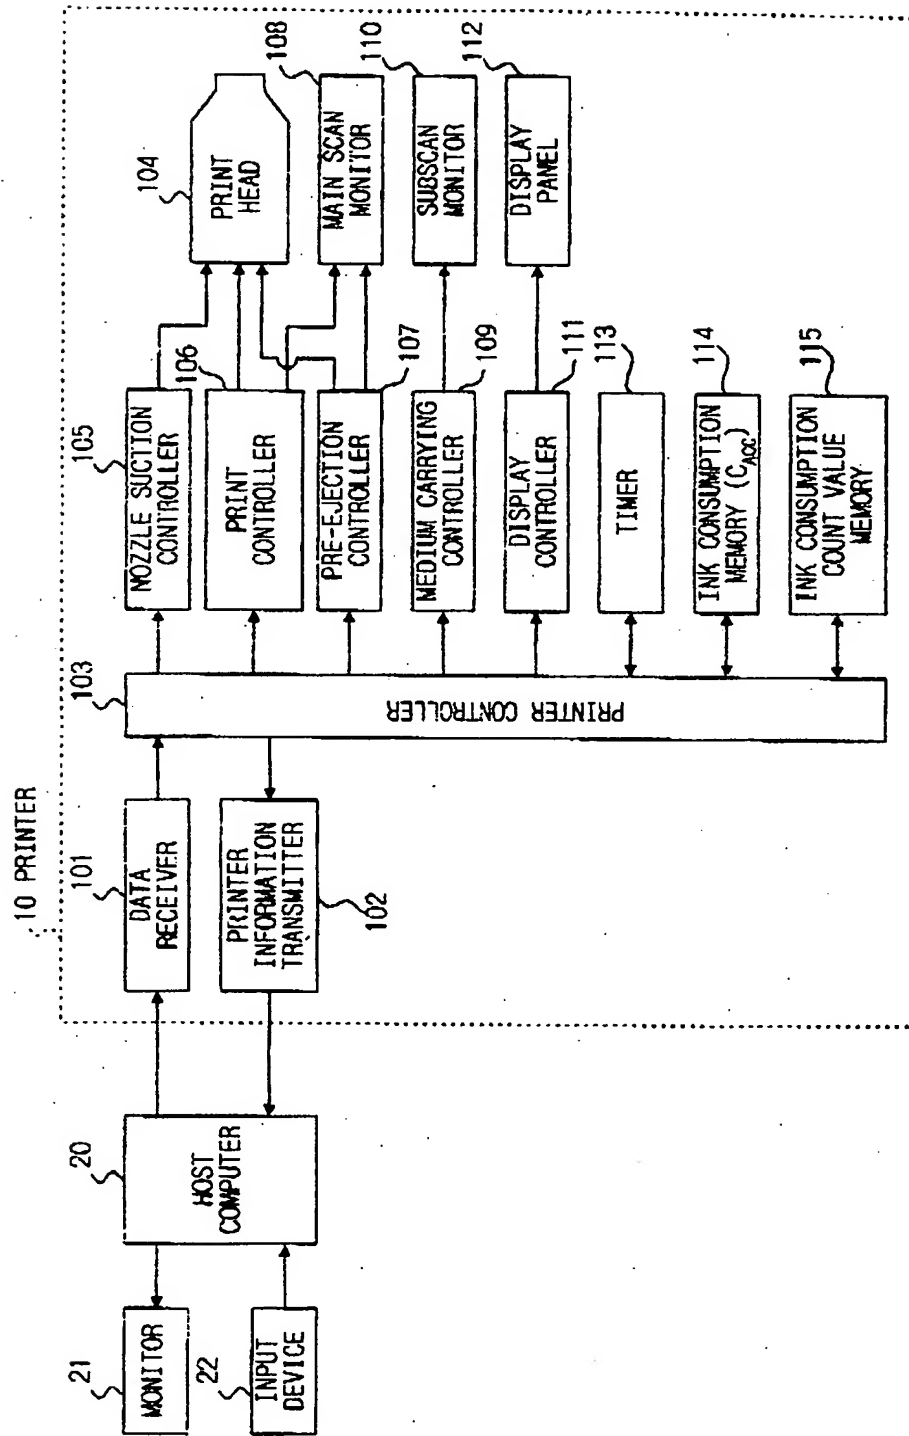 10 PRINTER
21
MONITOR
22
INPUT
DEVICE
20
HOST
COMPUTER
101
DATA
RECEIVER
PRINTER
INFORMATION
TRANSMITTER
102
103
PRINTER CONTROLLER
105
NOZZLE SUCTION
CONTROLLER
106
PRINT
CONTROLLER
PRE-EJECTION
CONTROLLER
107
MEDIUM CARRYING
CONTROLLER
109
DISPLAY
CONTROLLER
111
TIMER
113
INK CONSUMPTION
MEMORY (CACC)
114
INK CONSUMPTION
COUNT VALUE
MEMORY
115
104
PRINT
HEAD
MAIN SCAN
MONITOR
108
SUBSCAN
MONITOR
110
DISPLAY
PANEL
112